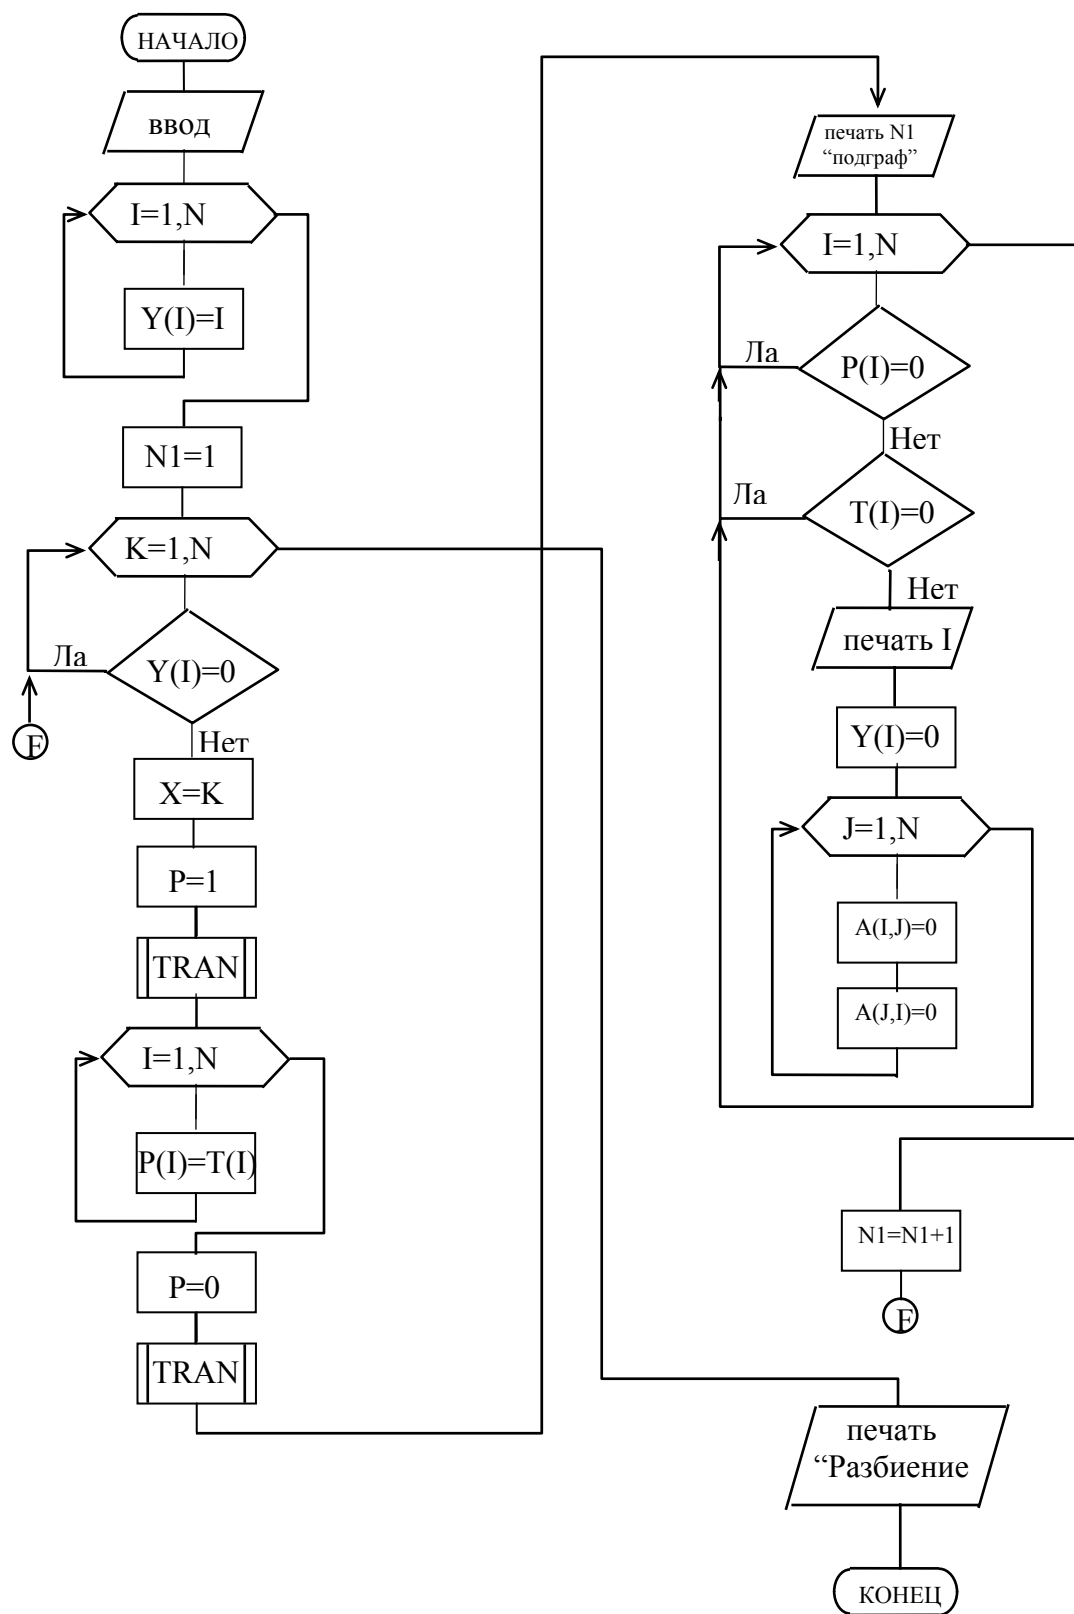 НАЧАЛО
ввод
I=1,N
Y(I)=I
N1=1
K=1,N
Ла
Y(I)=0
F
Нет
X=K
P=1
TRAN
I=1,N
P(I)=T(I)
P=0
TRAN
печать N1
“подграф”
I=1,N
Ла
P(I)=0
Нет
Ла
T(I)=0
Нет
печать I
Y(I)=0
J=1,N
A(I,J)=0
A(J,I)=0
N1=N1+1
F
печать
“Разбиение
КОНЕЦ